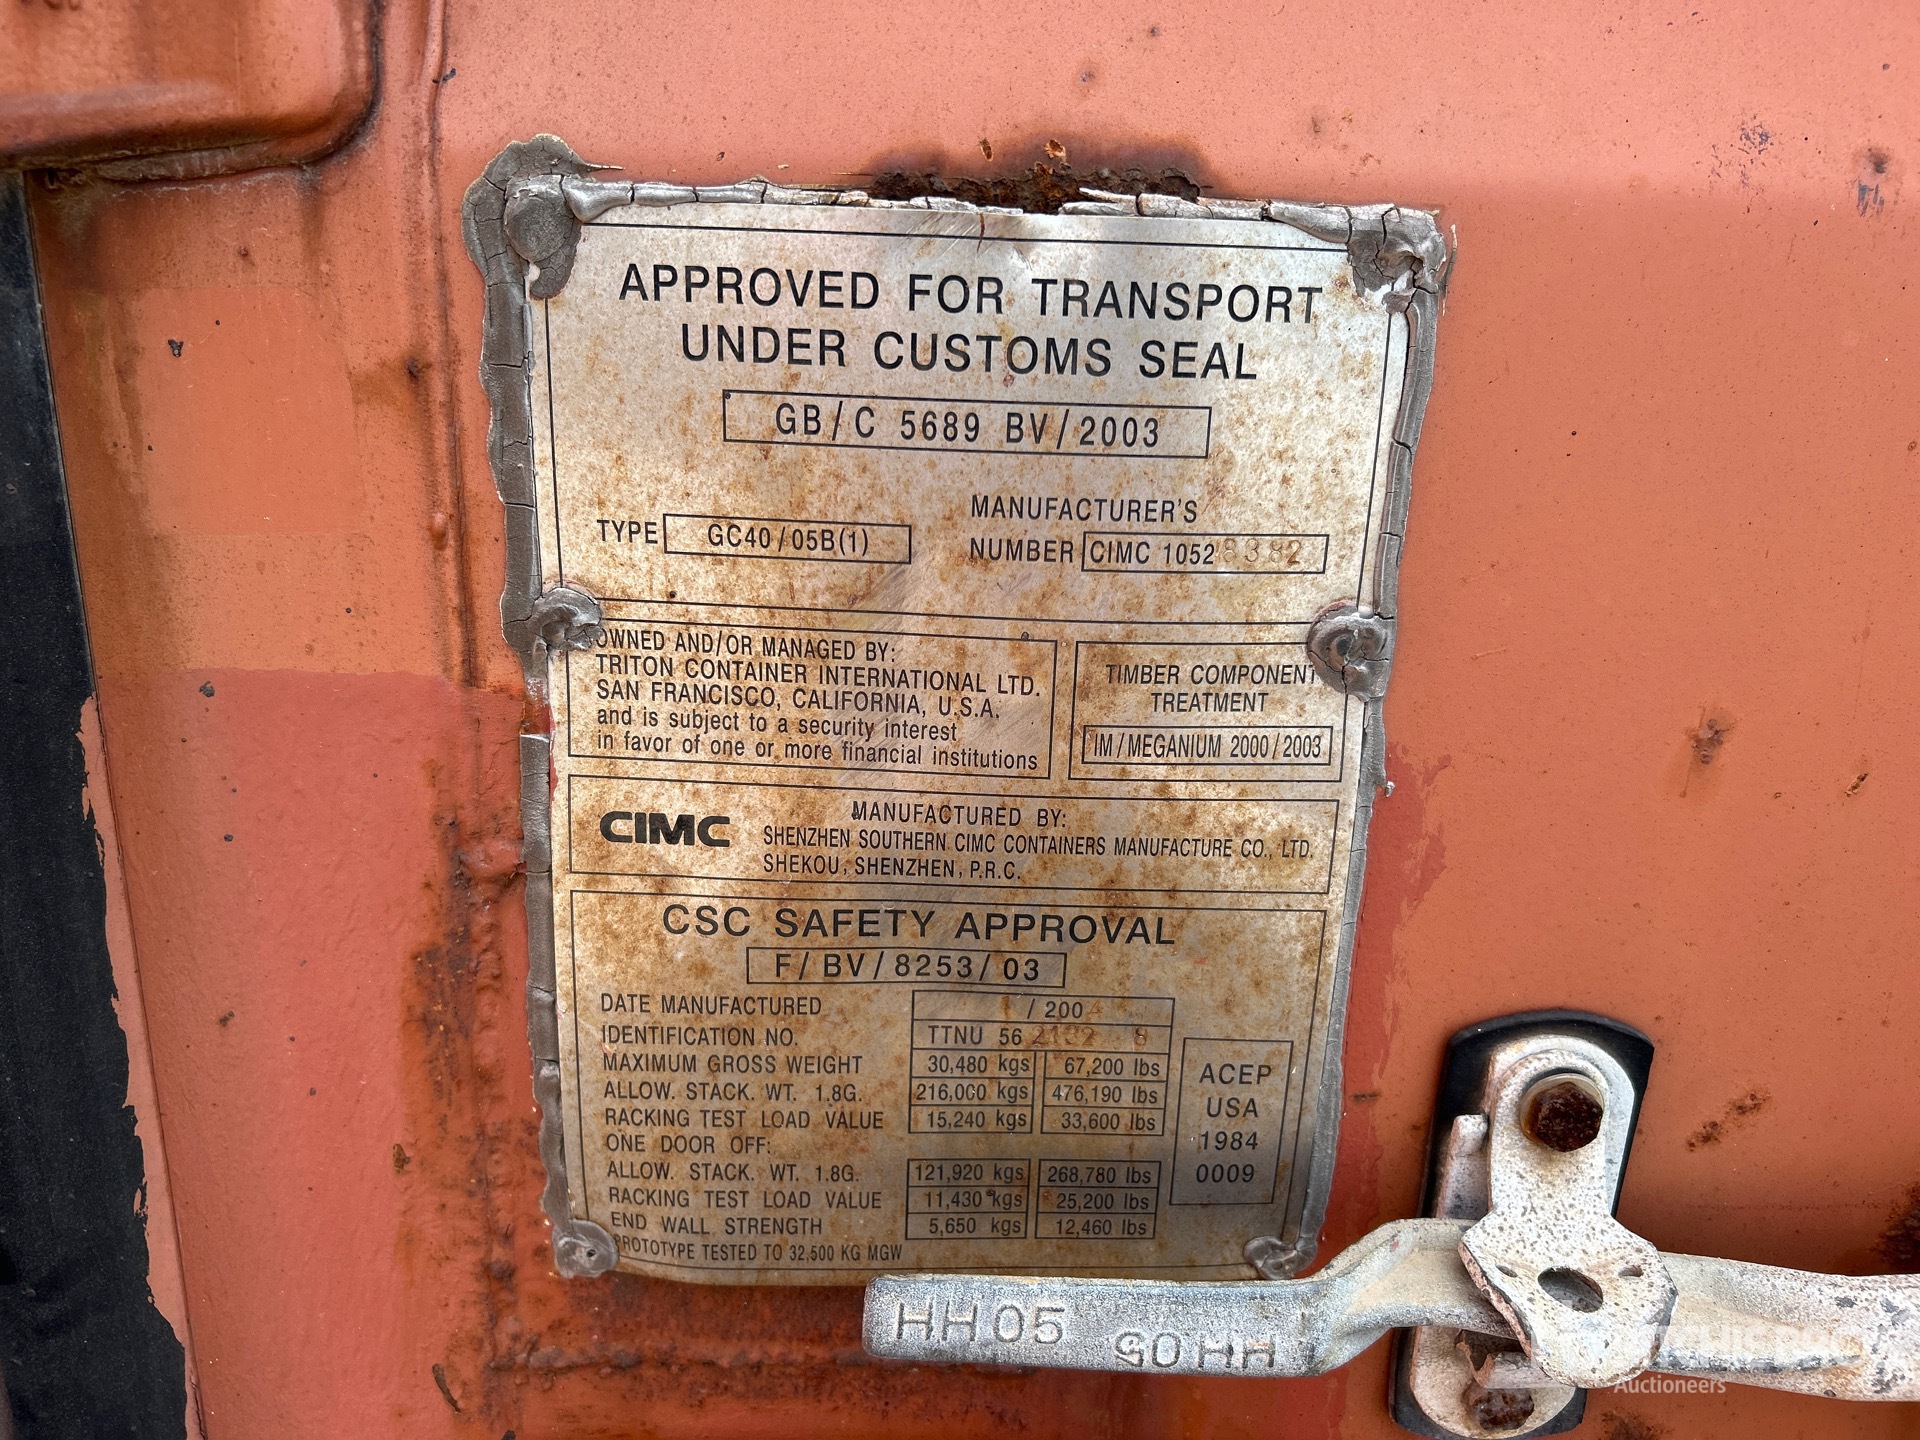 APPROVED FOR TRANSPORT
UNDER CUSTOMS SEAL
GB/C 5689 BV/2003
TYPE GC40/05B(1)
MANUFACTURER'S
NUMBER CIMC 10528382
OWNED AND/OR MANAGED BY:
TRITON CONTAINER INTERNATIONAL LTD.
SAN FRANCISCO, CALIFORNIA, U.S.A.
and is subject to a security interest
in favor of one or more financial institutions
TIMBER COMPONENT
TREATMENT
IM/MEGANIUM 2000/2003
CIMC
MANUFACTURED BY:
SHENZHEN SOUTHERN CIMC CONTAINERS MANUFACTURE CO., LTD.
SHEKOU, SHENZHEN, P.R.C.
CSC SAFETY APPROVAL
F/BV/8253/03
DATE MANUFACTURED 1/2004
IDENTIFICATION NO. TTNU 562132 8
MAXIMUM GROSS WEIGHT 30,480 kgs 67,200 lbs
ALLOW. STACK. WT. 1.8G. 216,000 kgs 476,190 lbs
RACKING TEST LOAD VALUE 15,240 kgs 33,600 lbs
ONE DOOR OFF:
ALLOW. STACK. WT. 1.8G. 121,920 kgs 268,780 lbs
RACKING TEST LOAD VALUE 11,430 kgs 25,200 lbs
END WALL STRENGTH 5,650 kgs 12,460 lbs
PROTOTYPE TESTED TO 32,500 KG MGW
ACEP
USA
1984
0009
HH05
HH05
Auctioneers